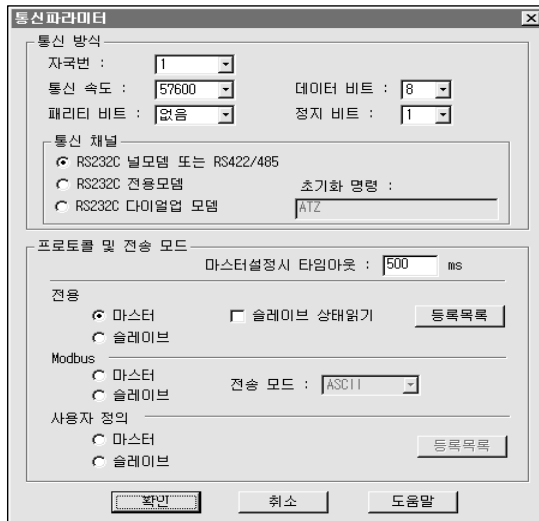 통신파라미터
통신 방식
자국번 : 1
통신 속도 : 57600 데이터 비트 : 8
패리티 비트 : 없음 정지 비트 : 1
통신 채널
RS232C 널모뎀 또는 RS422/485
RS232C 전용모뎀 초기화 명령 :
RS232C 다이얼업 모뎀 ATZ
프로토콜 및 전송 모드
마스터설정시 타임아웃 : 500 ms
전용
마스터 슬레이브 상태읽기 등록목록
슬레이브
Modbus
마스터 전송 모드 : ASCII
슬레이브
사용자 정의
마스터 등록목록
슬레이브
확인 취소 도움말